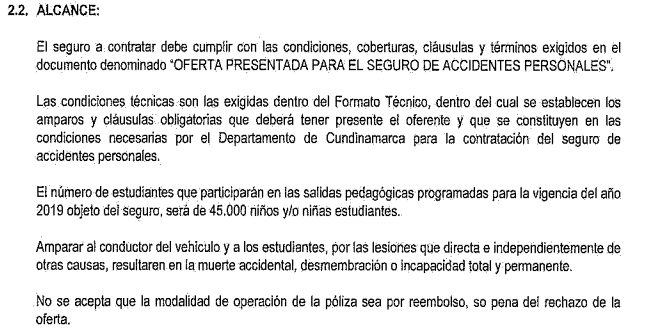 2.2. ALCANCE:
El seguro a contratar debe cumplir con las condiciones, coberturas, cláusulas y términos exigidos en el
documento denominado "OFERTA PRESENTADA PARA EL SEGURO DE ACCIDENTES PERSONALES".
Las condiciones técnicas son las exigidas dentro del Formato Técnico, dentro del cual se establecen los
amparos y cláusulas obligatorias que deberá tener presente el oferente y que se constituyen en las
condiciones necesarias por el Departamento de Cundinamarca para la contratación del seguro de
accidentes personales.
El número de estudiantes que participarán en las salidas pedagógicas programadas para la vigencia del año
2019 objeto del seguro, será de 45.000 niños y/o niñas estudiantes.
Amparar al conductor del vehículo y a los estudiantes, por las lesiones que directa e independientemente de
otras causas, resultaren en la muerte accidental, desmembración o incapacidad total y permanente.
No se acepta que la modalidad de operación de la póliza sea por reembolso, so pena del rechazo de la
oferta.